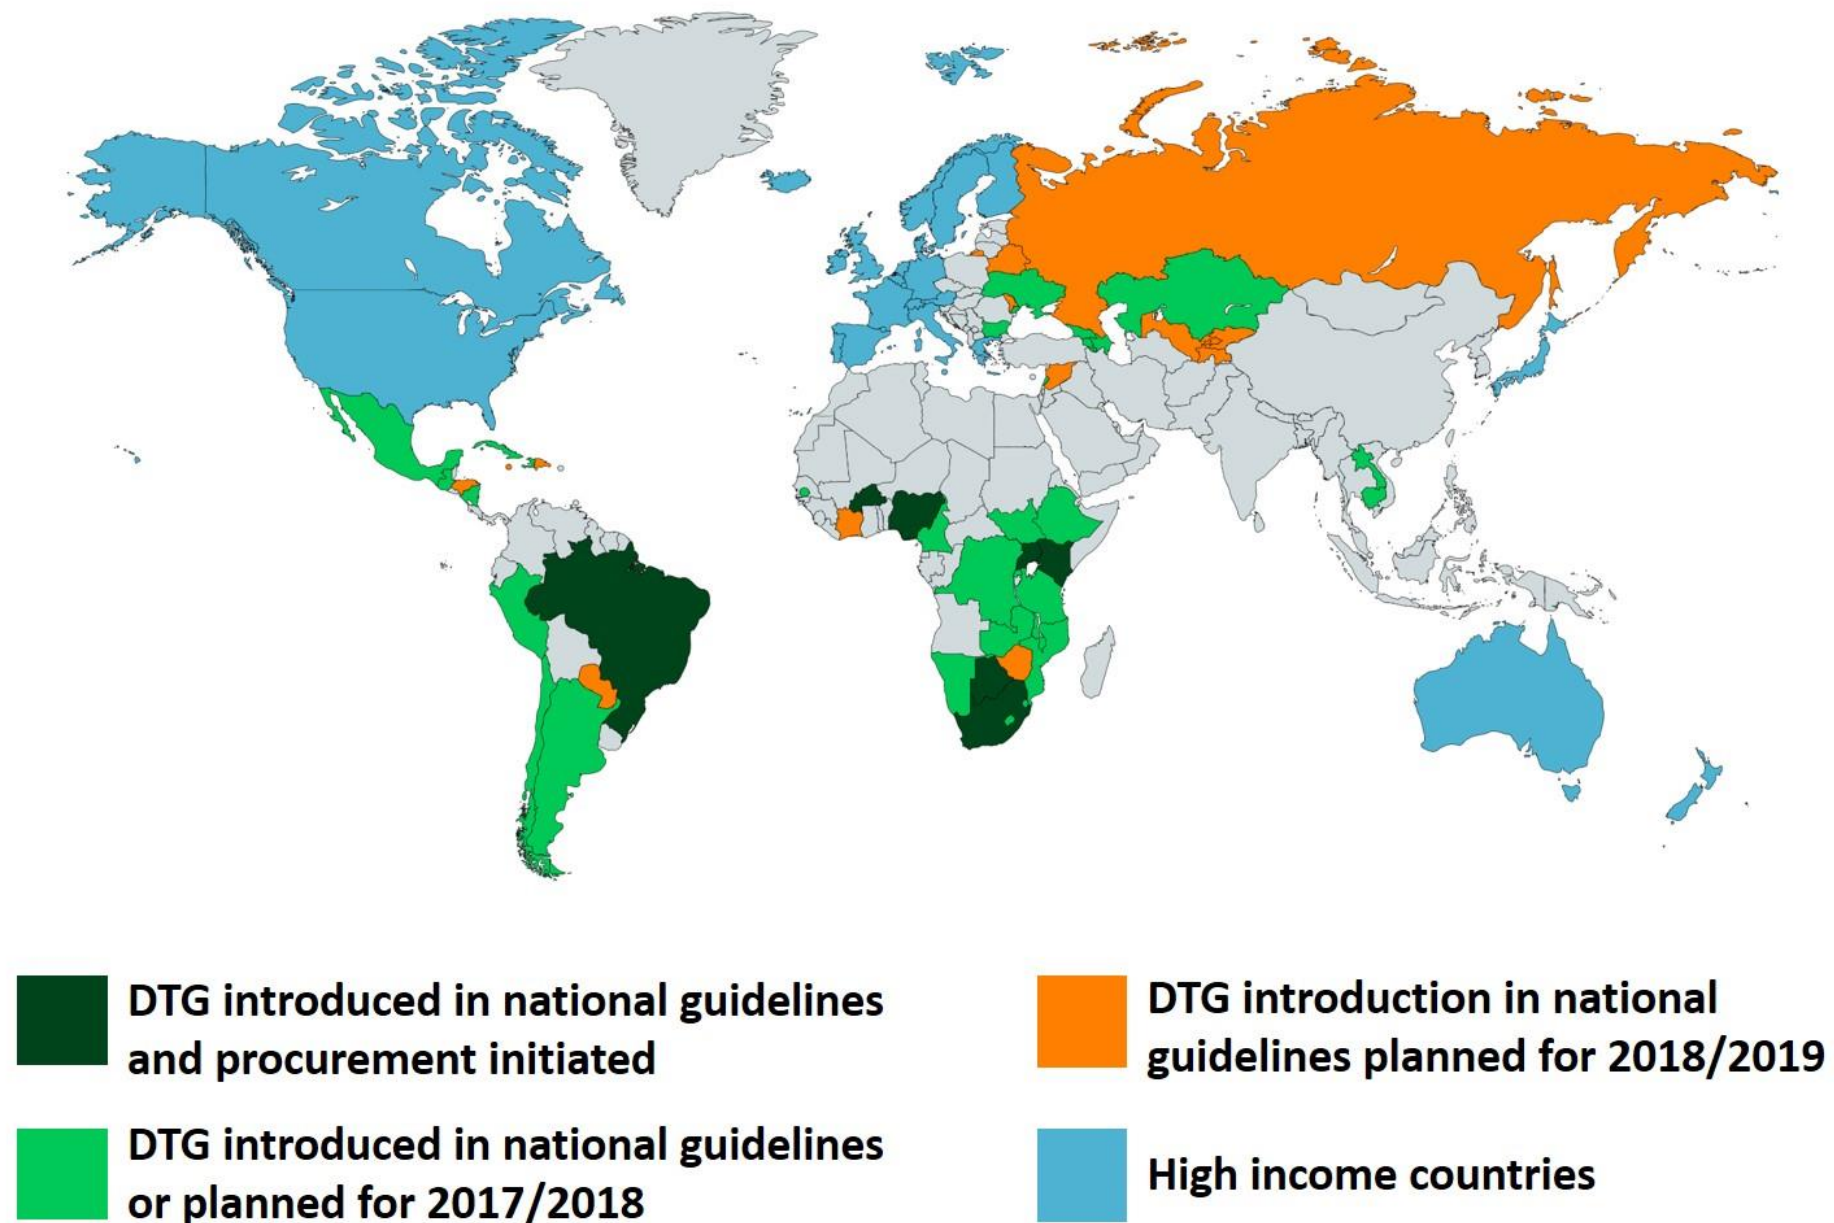 DTG introduced in national guidelines
and procurement initiated
DTG introduction in national
guidelines planned for 2018/2019
DTG introduced in national guidelines
or planned for 2017/2018
High income countries